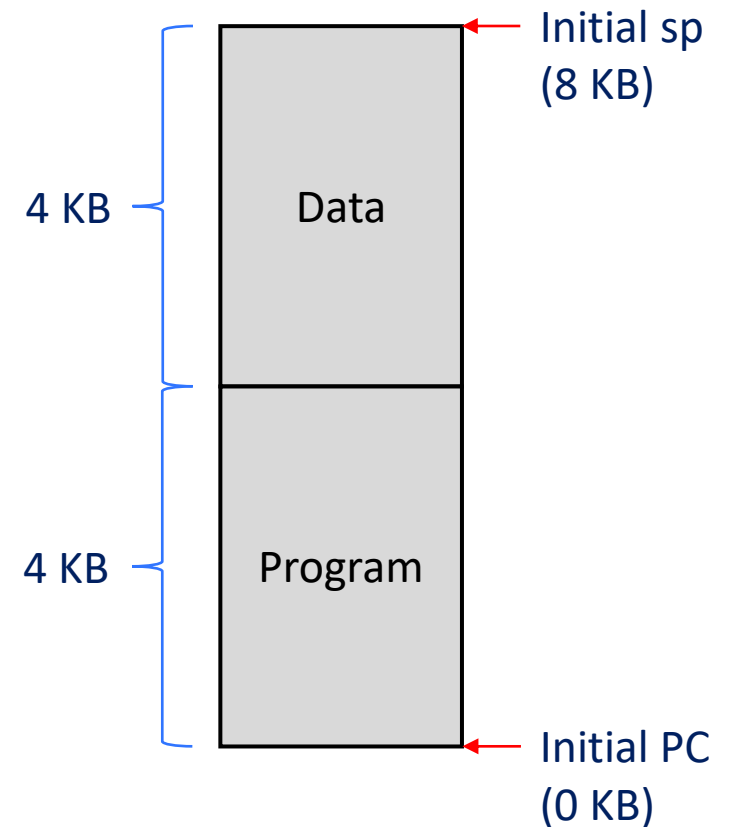 Initial sp
(8 KB)
4 KB
Data
4 KB
Program
Initial PC
(0 KB)